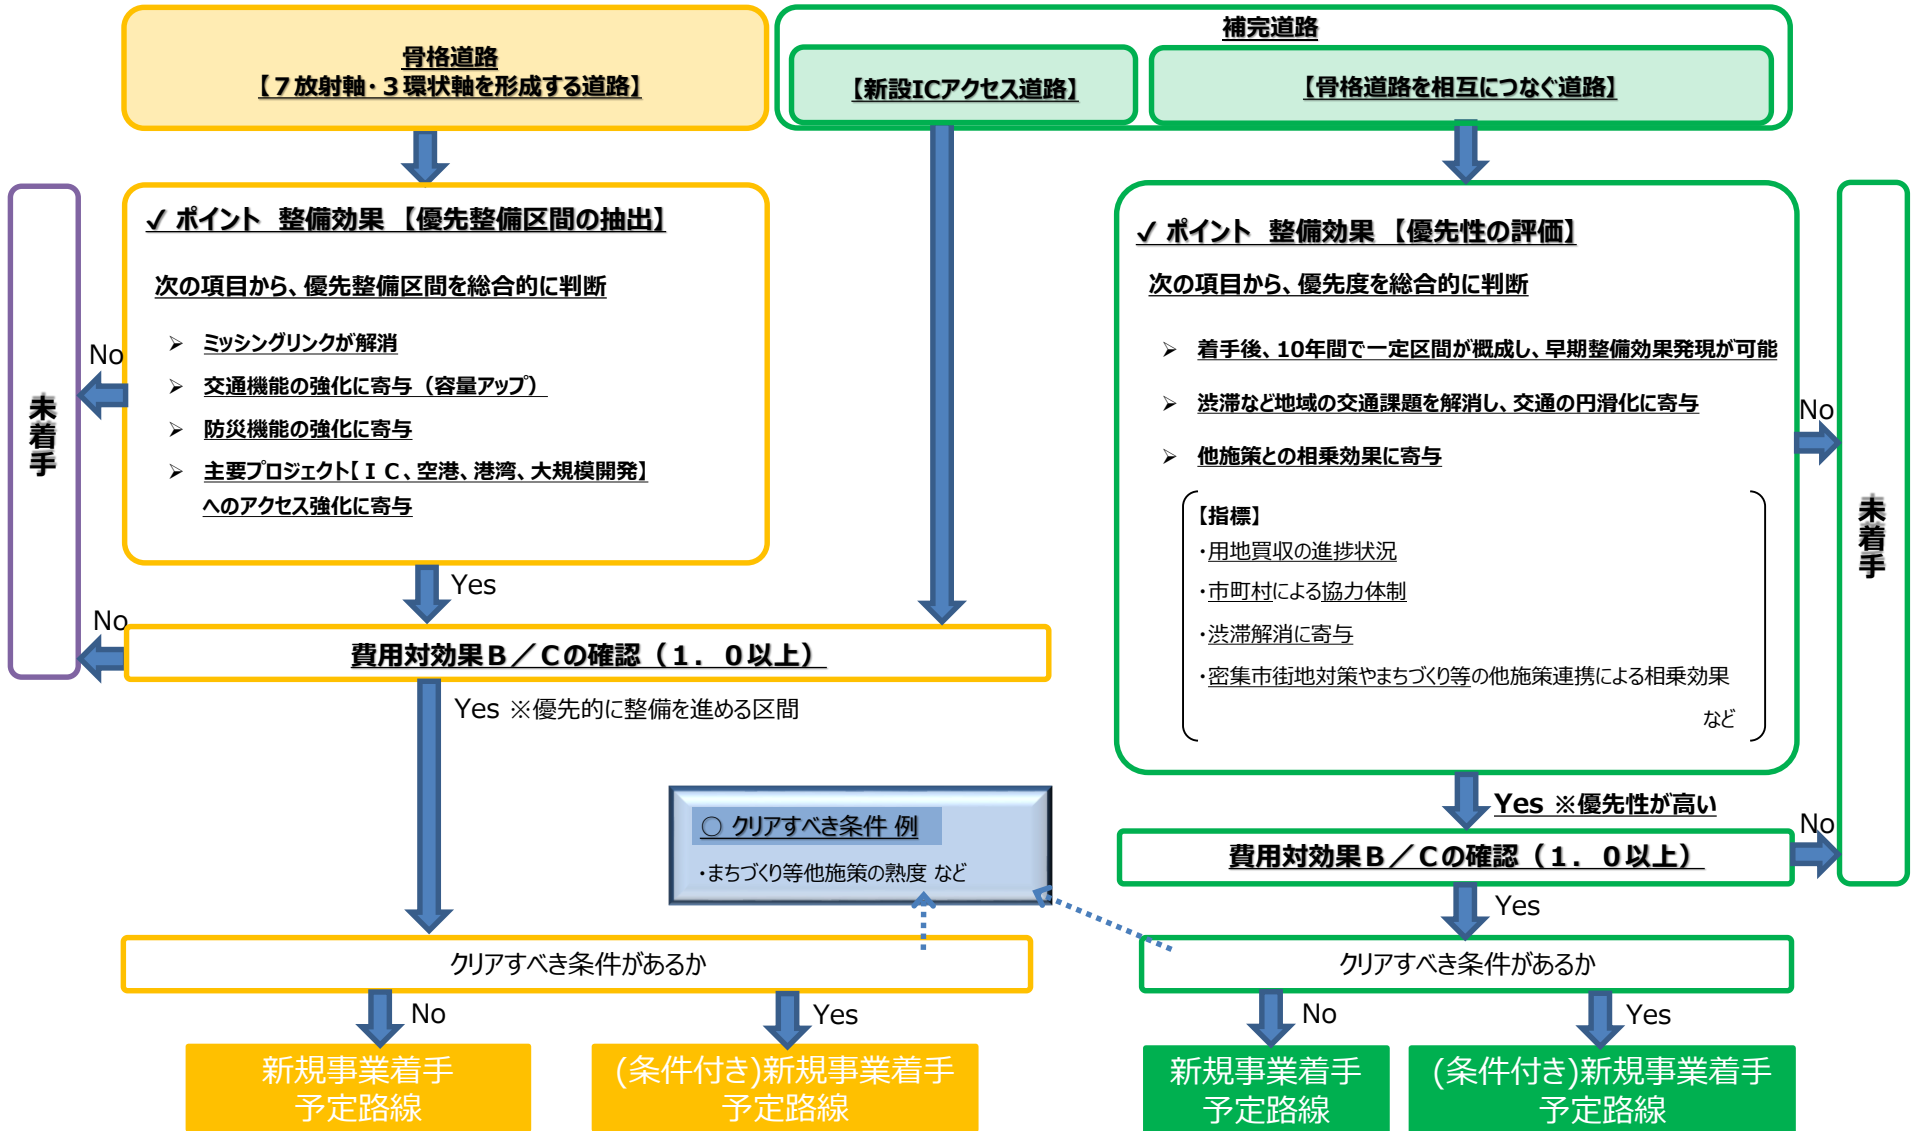 骨格道路
【７放射軸・３環状軸を形成する道路】
補完道路
【新設ICアクセス道路】
【骨格道路を相互につなぐ道路】
✓ ポイント 整備効果 【優先整備区間の抽出】
次の項目から、優先整備区間を総合的に判断
➢ ミッシングリンクが解消
➢ 交通機能の強化に寄与（容量アップ）
➢ 防災機能の強化に寄与
➢ 主要プロジェクト【ＩＣ、空港、港湾、大規模開発】
へのアクセス強化に寄与
No
未着手
Yes
No
費用対効果Ｂ／Ｃの確認（１．０以上）
Yes ※優先的に整備を進める区間
✓ ポイント 整備効果 【優先性の評価】
次の項目から、優先度を総合的に判断
➢ 着手後、10年間で一定区間が概成し、早期整備効果発現が可能
➢ 渋滞など地域の交通課題を解消し、交通の円滑化に寄与
➢ 他施策との相乗効果に寄与
【指標】
・用地買収の進捗状況
・市町村による協力体制
・渋滞解消に寄与
・密集市街地対策やまちづくり等の他施策連携による相乗効果
など
No
未着手
Yes ※優先性が高い
No
費用対効果Ｂ／Ｃの確認（１．０以上）
Yes
○ クリアすべき条件 例
・まちづくり等他施策の熟度 など
クリアすべき条件があるか
No
Yes
新規事業着手
予定路線
(条件付き)新規事業着手
予定路線
クリアすべき条件があるか
No
Yes
新規事業着手
予定路線
(条件付き)新規事業着手
予定路線